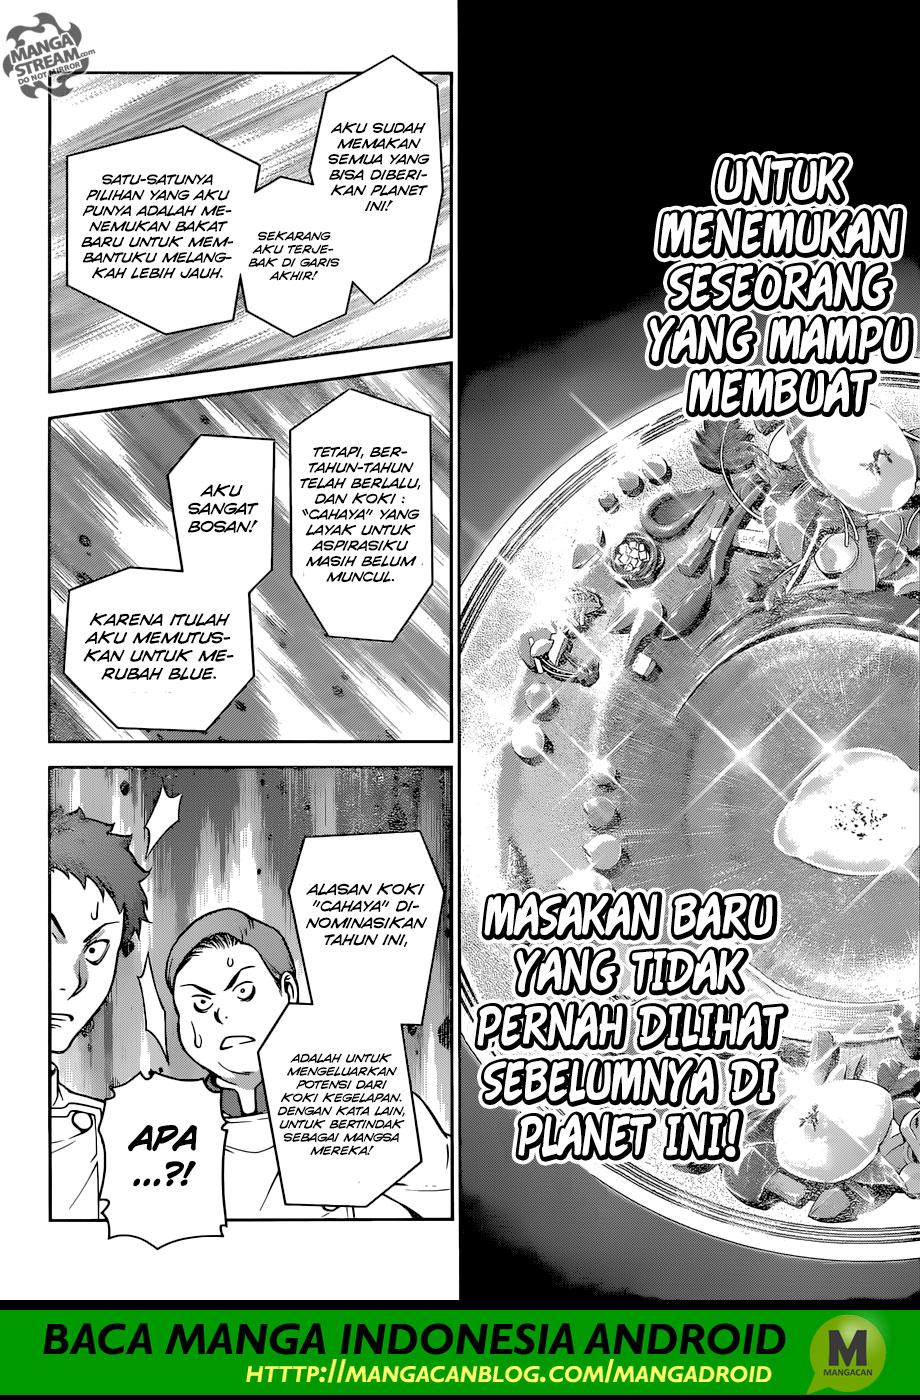 MANGA
STREAM.com
DO NOT MIRROR
UNTUK
MENEMUKAN
SESEORANG
YANG MAMPU
MEMBUAT
MASAKAN BARU
YANG TIDAK
PERNAH DILIHAT
SEBELUMNYA DI
PLANET INI!
AKU SUDAH
MEMAKAN
SEMUA YANG
BISA DIBERI-
KAN PLANET
INI!
SEKARANG
AKU TERJE-
BAK DI GARIS
AKHIR!
SATU-SATUNYA
PILIHAN YANG AKU
PUNYA ADALAH ME-
NEMUKAN BAKAT
BARU UNTUK MEM-
BANTUKU MELANG-
KAH LEBIH JAUH.
TETAPI, BER-
TAHUN-TAHUN
TELAH BERLALU,
DAN KOKI :
"CAHAYA" YANG
LAYAK UNTUK
ASPIRASIKU
MASIH BELUM
MUNCUL.
AKU
SANGAT
BOSAN!
KARENA ITULAH
AKU MEMUTUS-
KAN UNTUK ME-
RUBAH BLUE.
ALASAN KOKI
"CAHAYA" DI-
NOMINASIKAN
TAHUN INI,
ADALAH UNTUK
MENGELUARKAN
POTENSI DARI
KOKI KEGELAPAN.
DENGAN KATA LAIN,
UNTUK BERTINDAK
SEBAGAI MANGSA
MEREKA!
APA
...?!
BACA MANGA INDONESIA ANDROID
HTTTP://MANGACANBLOG.COM/MANGADROID
M
MANGACAN